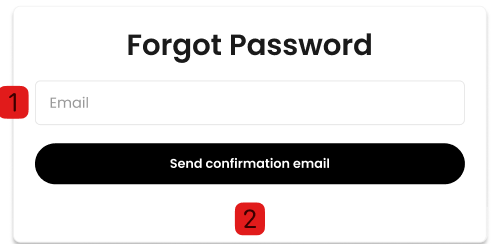 Forgot Password
1
Email
Send confirmation email
2